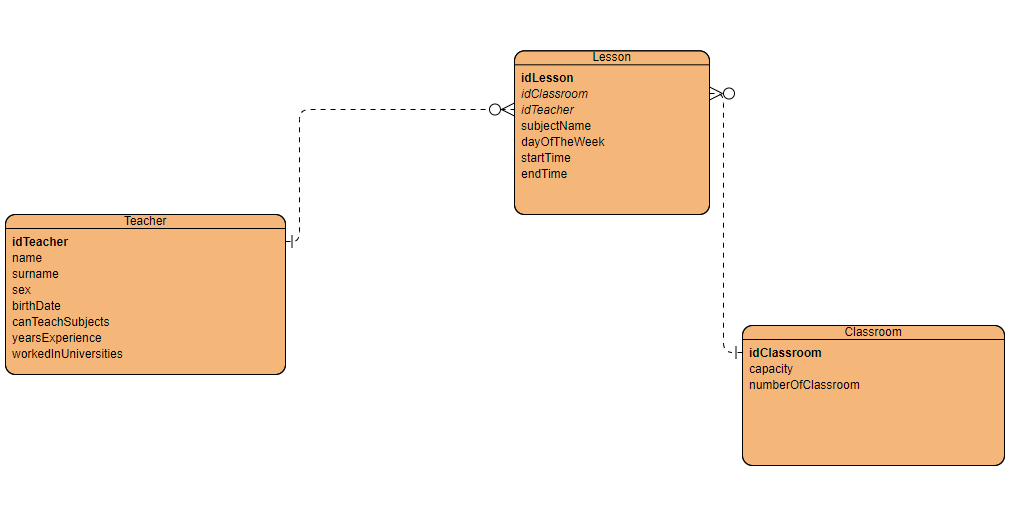 Lesson
idLesson
idClassroom
idTeacher
subjectName
dayOfTheWeek
startTime
endTime
Teacher
idTeacher
name
surname
sex
birthDate
canTeachSubjects
yearsExperience
workedInUniversities
Classroom
idClassroom
capacity
numberOfClassroom